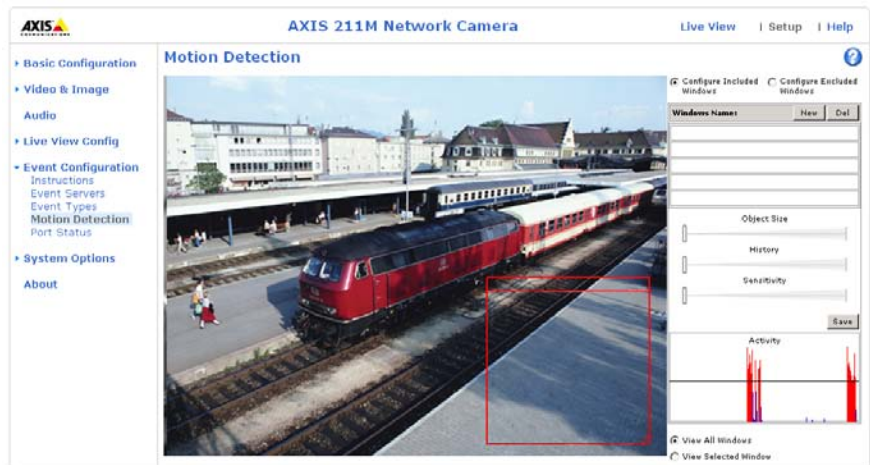 AXIS
COMMUNICATIONS
AXIS 211M Network Camera
Live View | Setup | Help
Basic Configuration
Video & Image
Audio
Live View Config
Event Configuration
Instructions
Event Servers
Event Types
Motion Detection
Port Status
System Options
About
Motion Detection
?
Configure Included Windows
Configure Excluded Windows
Windows Name:
New
Del
Object Size
History
Sensitivity
Save
Activity
View All Windows
View Selected Window